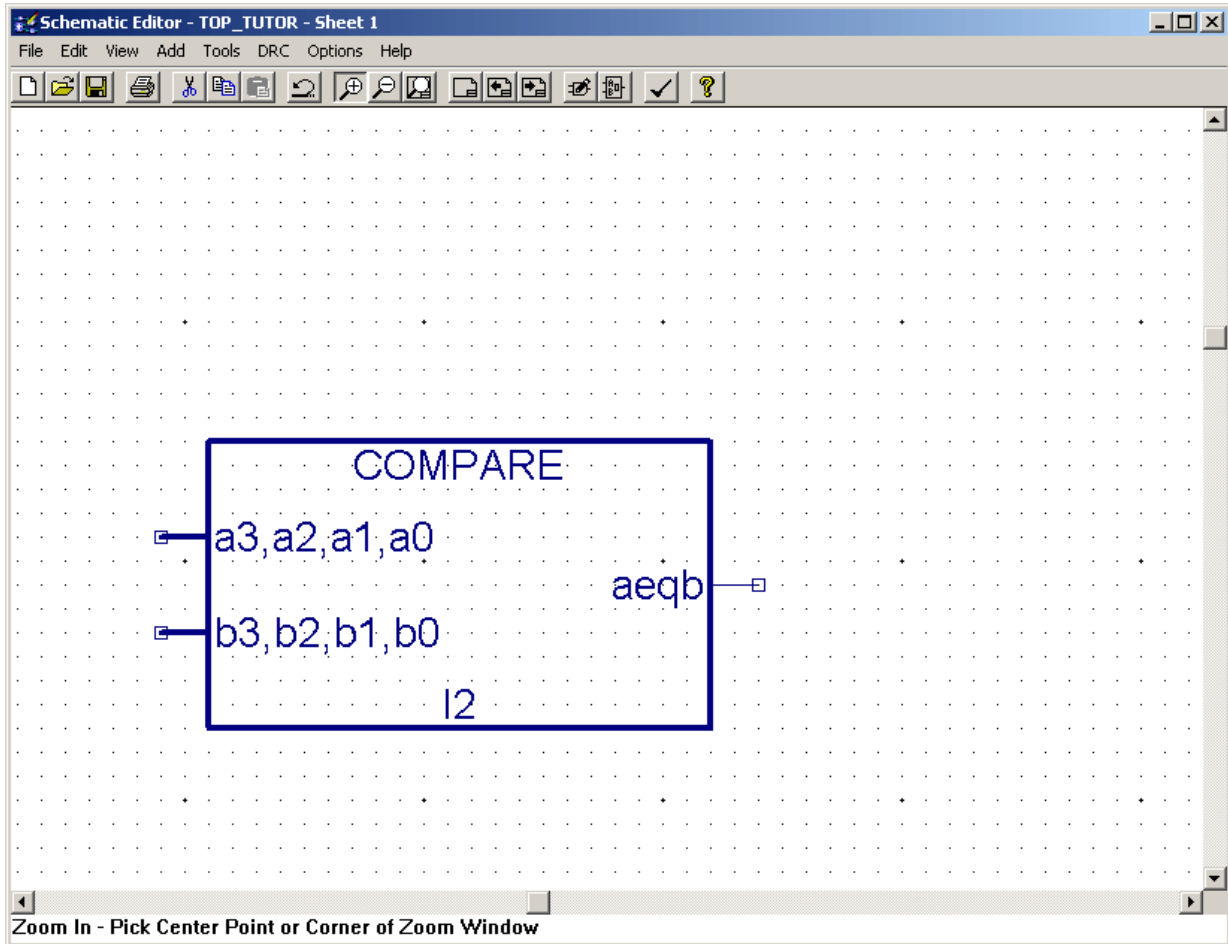 Schematic Editor - TOP_TUTOR - Sheet 1
File Edit View Add Tools DRC Options Help
COMPARE
a3,a2,a1,a0
aeqb
b3,b2,b1,b0
I2
Zoom In - Pick Center Point or Corner of Zoom Window